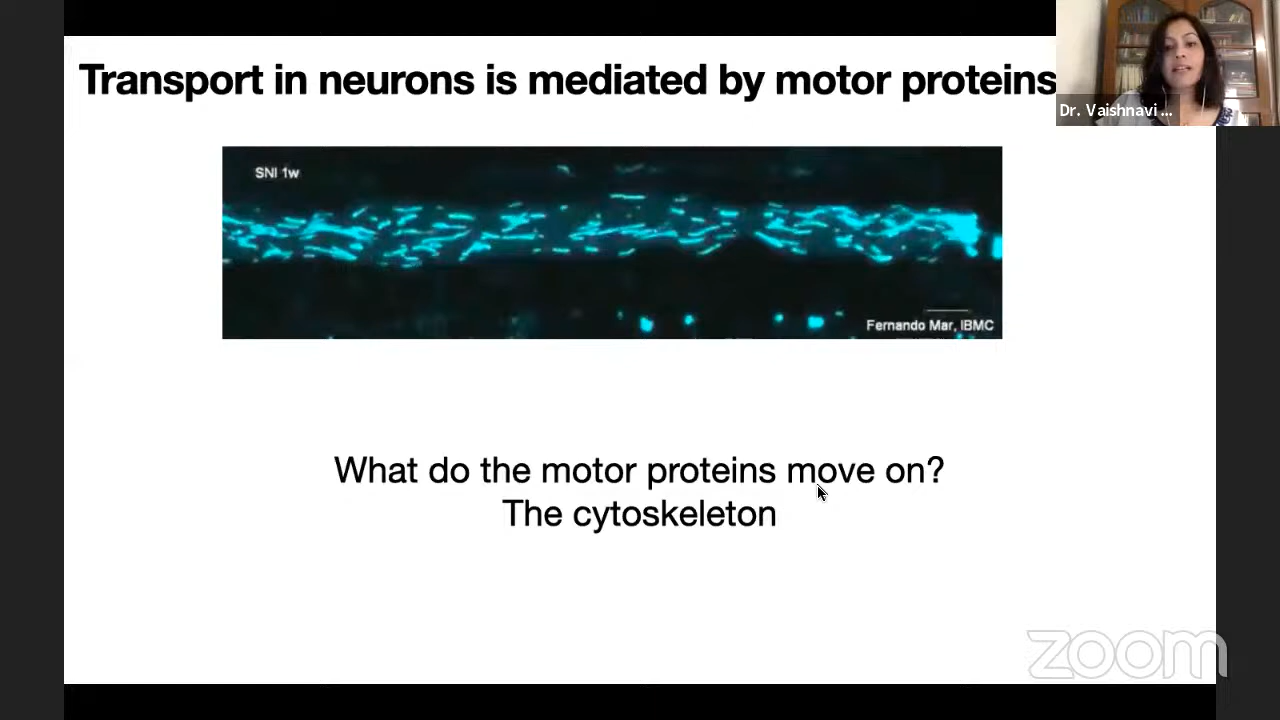 Transport in neurons is mediated by motor proteins
Dr. Vaishnavi ...
SNI 1w
Fernando Mar, IBMC
What do the motor proteins move on?
The cytoskeleton
zoom